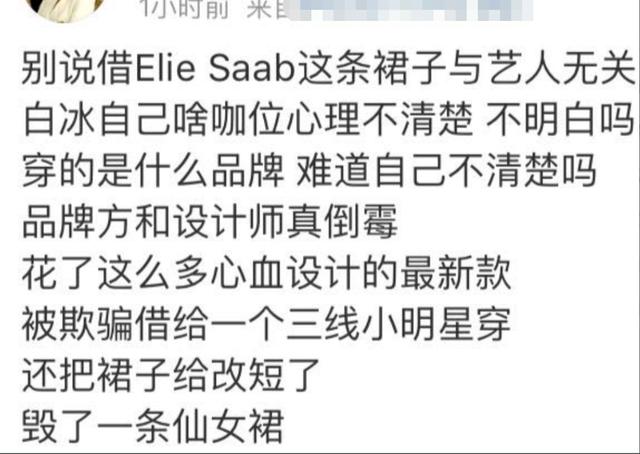 1小时前 来自
别说借Elie Saab这条裙子与艺人无关
白冰自己啥咖位心理不清楚 不明白吗
穿的是什么品牌 难道自己不清楚吗
品牌方和设计师真倒霉
花了这么多心血设计的最新款
被欺骗借给一个三线小明星穿
还把裙子给改短了
毁了一条仙女裙